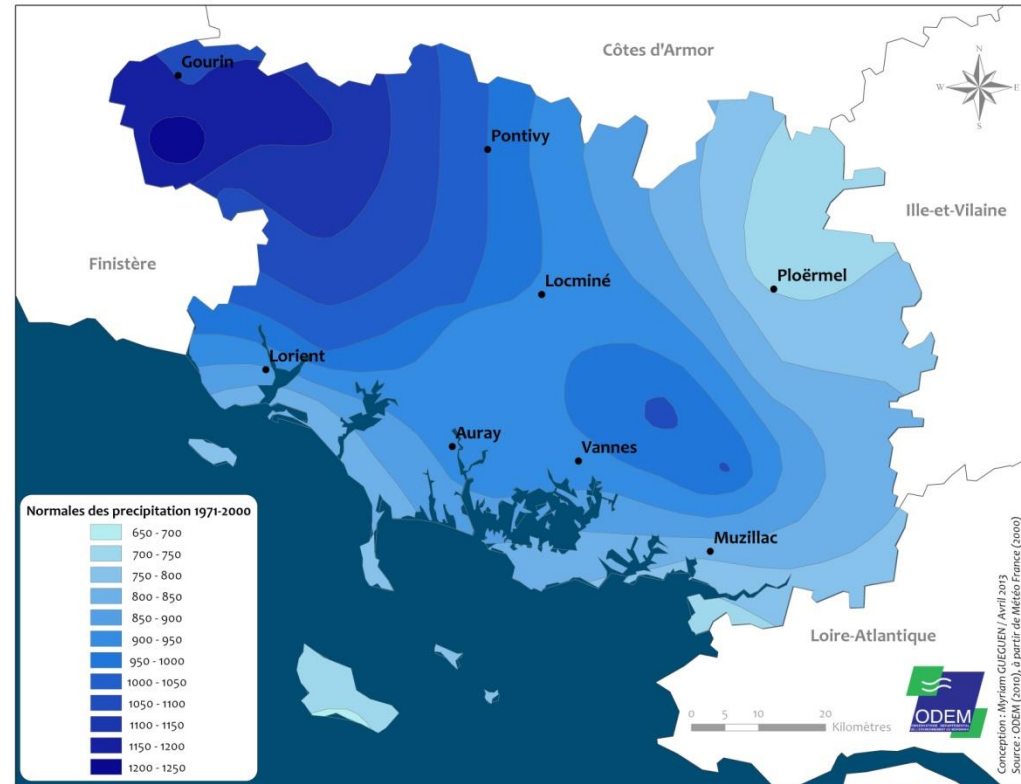 Côtes d'Armor
Gourin
N
W E
S
Pontivy
Ille-et-Vilaine
Finistère
Ploërmel
Locminé
Lorient
Auray
Vannes
Muzillac
Loire-Atlantique
Normales des precipitation 1971-2000
650 - 700
700 - 750
750 - 800
800 - 850
850 - 900
900 - 950
950 - 1000
1000 - 1050
1050 - 1100
1100 - 1150
1150 - 1200
1200 - 1250
0 5 10 20
Kilomètres
ODEM
Conception : Myriam GUEGUEN / Avril 2013
Source : ODEM (2010), à partir de Météo France (2000)